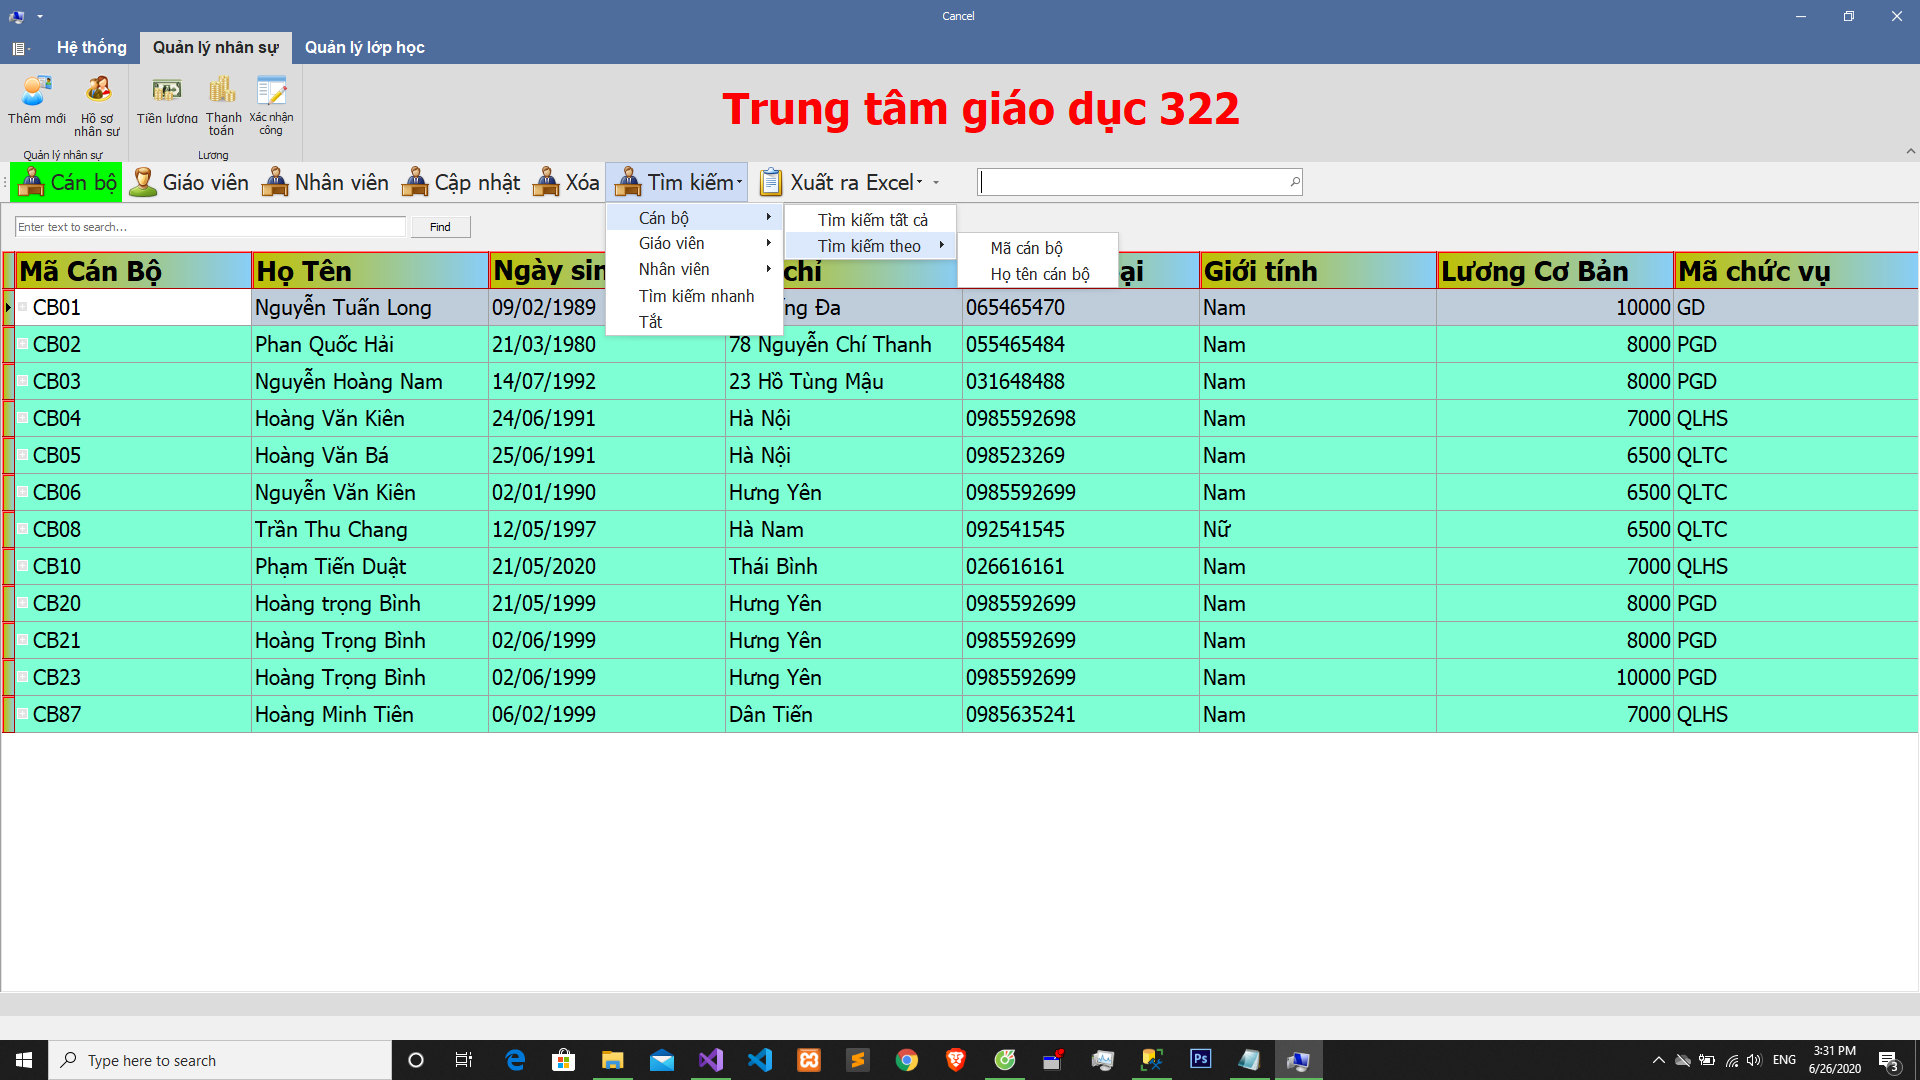 Cancel
Hệ thống Quản lý nhân sự Quản lý lớp học
Thêm mới
Hồ sơ
nhân sự
Tiền lương
Thanh
toán
Xác nhận
công
Quản lý nhân sự
Lương
Trung tâm giáo dục 322
Cán bộ Giáo viên Nhân viên Cập nhật Xóa Tìm kiếm Xuất ra Excel
Enter text to search... Find
Cán bộ
Giáo viên
Nhân viên
Tìm kiếm nhanh
Tắt
Tìm kiếm tất cả
Tìm kiếm theo
Mã cán bộ
Họ tên cán bộ
Mã Cán Bộ Họ Tên Ngày sin chỉ ại Giới tính Lương Cơ Bản Mã chức vụ
CB01 Nguyễn Tuấn Long 09/02/1989 ng Đa 065465470 Nam 10000 GD
CB02 Phan Quốc Hải 21/03/1980 78 Nguyễn Chí Thanh 055465484 Nam 8000 PGD
CB03 Nguyễn Hoàng Nam 14/07/1992 23 Hồ Tùng Mậu 031648488 Nam 8000 PGD
CB04 Hoàng Văn Kiên 24/06/1991 Hà Nội 0985592698 Nam 7000 QLHS
CB05 Hoàng Văn Bá 25/06/1991 Hà Nội 098523269 Nam 6500 QLTC
CB06 Nguyễn Văn Kiên 02/01/1990 Hưng Yên 0985592699 Nam 6500 QLTC
CB08 Trần Thu Chang 12/05/1997 Hà Nam 092541545 Nữ 6500 QLTC
CB10 Phạm Tiến Duật 21/05/2020 Thái Bình 026616161 Nam 7000 QLHS
CB20 Hoàng trọng Bình 21/05/1999 Hưng Yên 0985592699 Nam 8000 PGD
CB21 Hoàng Trọng Bình 02/06/1999 Hưng Yên 0985592699 Nam 8000 PGD
CB23 Hoàng Trọng Bình 02/06/1999 Hưng Yên 0985592699 Nam 10000 PGD
CB87 Hoàng Minh Tiên 06/02/1999 Dân Tiến 0985635241 Nam 7000 QLHS
Type here to search
Ps
ENG
3:31 PM
6/26/2020
3